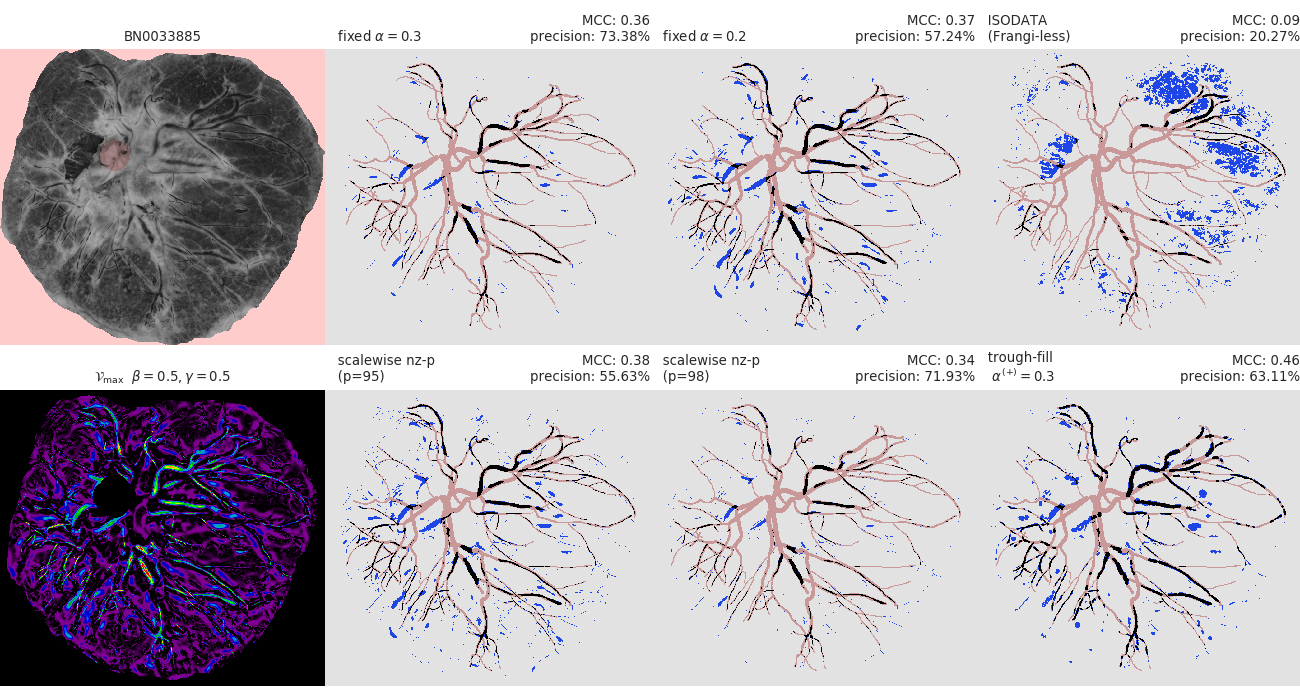 BN0033885
fixed α = 0.3
MCC: 0.36
precision: 73.38%
fixed α = 0.2
MCC: 0.37
precision: 57.24%
ISODATA
(Frangi-less)
MCC: 0.09
precision: 20.27%
𝒱max β = 0.5, γ = 0.5
scalewise nz-p
(p=95)
MCC: 0.38
precision: 55.63%
scalewise nz-p
(p=98)
MCC: 0.34
precision: 71.93%
trough-fill
α(+) = 0.3
MCC: 0.46
precision: 63.11%